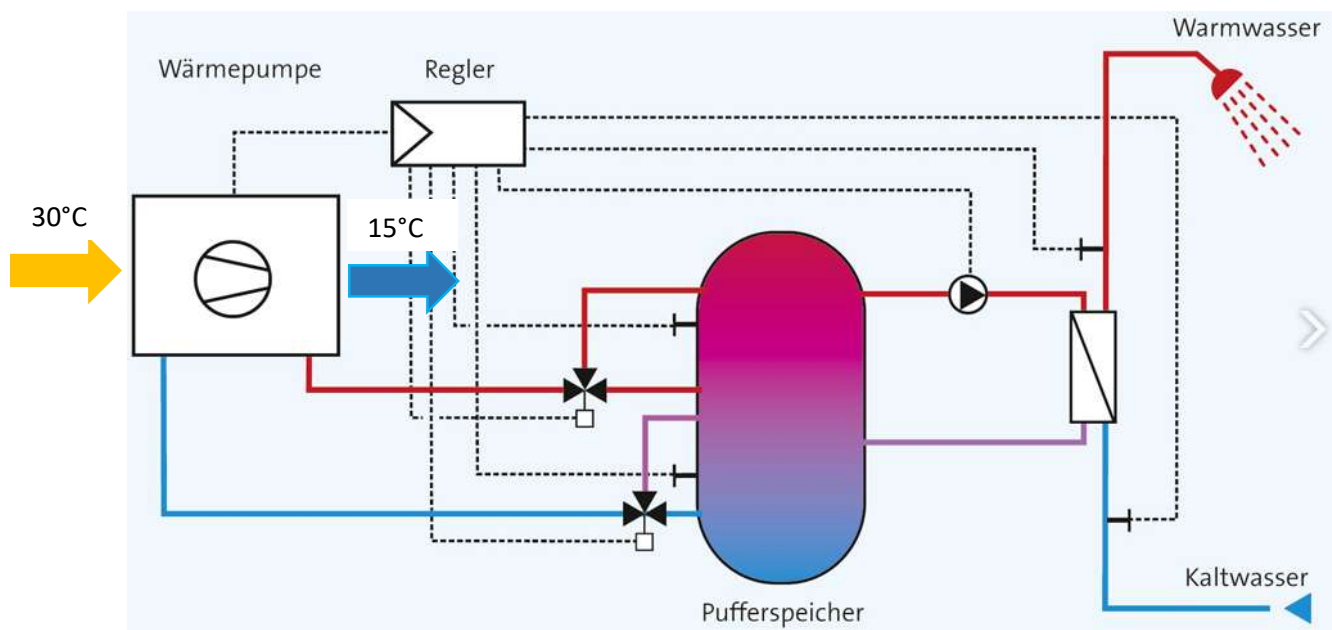 Warmwasser
Wärmepumpe
Regler
30°C
15°C
Kaltwasser
Pufferspeicher